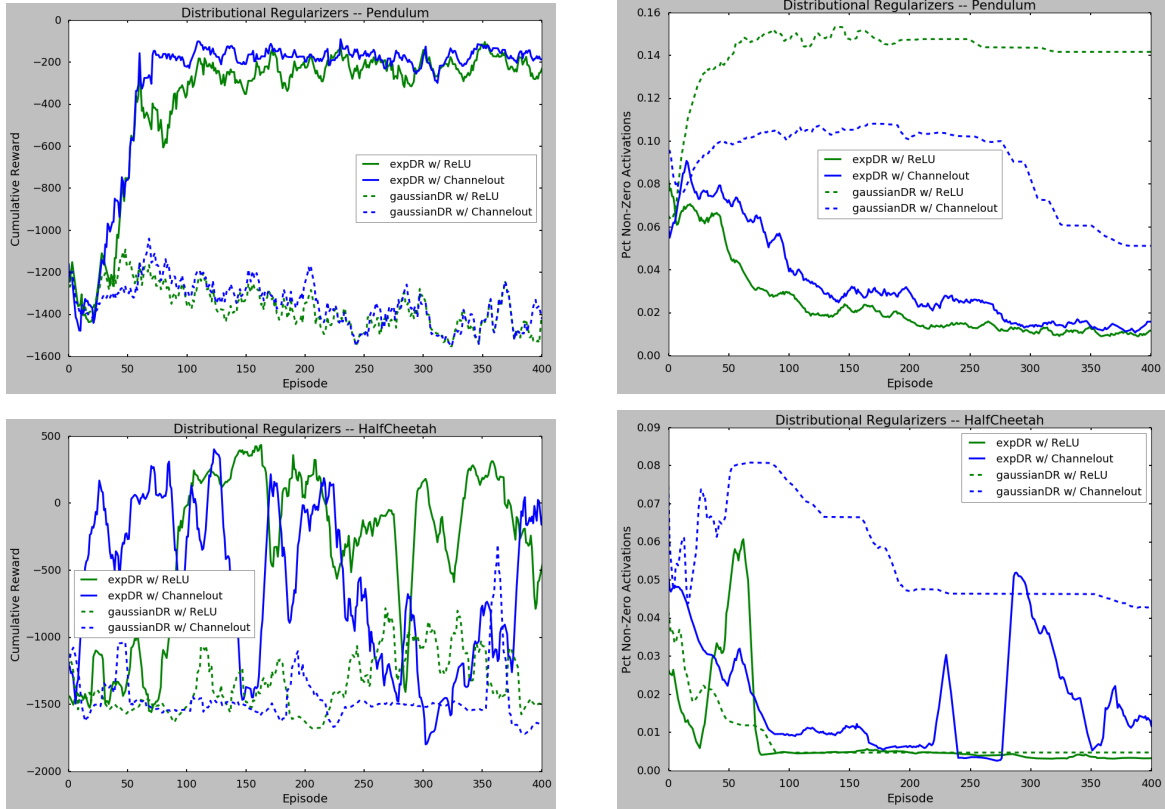 Distributional Regularizers -- Pendulum
0
−200
−400
−600
−800
−1000
−1200
−1400
−1600
Cumulative Reward
expDR w/ ReLU
expDR w/ Channelout
gaussianDR w/ ReLU
gaussianDR w/ Channelout
0 50 100 150 200 250 300 350 400
Episode
Distributional Regularizers -- Pendulum
0.16
0.14
0.12
0.10
0.08
0.06
0.04
0.02
0.00
Pct Non-Zero Activations
expDR w/ ReLU
expDR w/ Channelout
gaussianDR w/ ReLU
gaussianDR w/ Channelout
0 50 100 150 200 250 300 350 400
Episode
Distributional Regularizers -- HalfCheetah
500
0
−500
−1000
−1500
−2000
Cumulative Reward
expDR w/ ReLU
expDR w/ Channelout
gaussianDR w/ ReLU
gaussianDR w/ Channelout
0 50 100 150 200 250 300 350 400
Episode
Distributional Regularizers -- HalfCheetah
0.09
0.08
0.07
0.06
0.05
0.04
0.03
0.02
0.01
0.00
Pct Non-Zero Activations
expDR w/ ReLU
expDR w/ Channelout
gaussianDR w/ ReLU
gaussianDR w/ Channelout
0 50 100 150 200 250 300 350 400
Episode